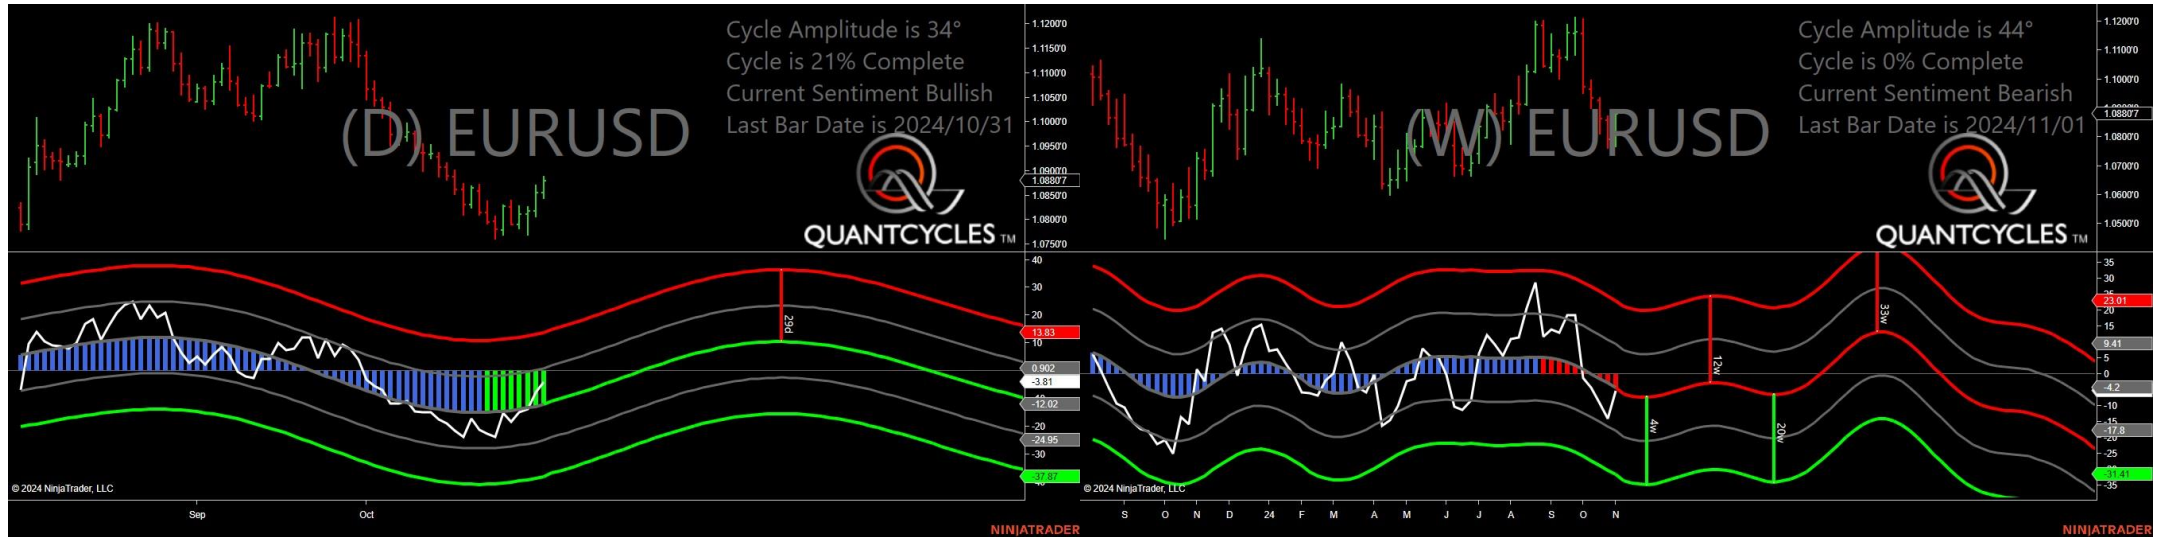 Cycle Amplitude is 34°
Cycle is 21% Complete
Current Sentiment Bullish
Last Bar Date is 2024/10/31
(D) EURUSD
QUANTCYCLES TM
1.1200'0
1.1150'0
1.1100'0
1.1050'0
1.1000'0
1.0950'0
1.0900'0
1.0880'7
1.0850'0
1.0800'0
1.0750'0
40
30
20
13.83
10
0.902
-3.81
-12.02
-20
-24.95
-30
-37.87
29d
© 2024 NinjaTrader, LLC
Sep
Oct
NINJATRADER
Cycle Amplitude is 44°
Cycle is 0% Complete
Current Sentiment Bearish
Last Bar Date is 2024/11/01
(W) EURUSD
QUANTCYCLES TM
1.1200'0
1.1100'0
1.1000'0
1.0880'7
1.0800'0
1.0700'0
1.0600'0
1.0500'0
35
30
23.01
20
15
9.41
5
0
-4.2
-10
-15
-17.8
-25
-31.41
-35
4w
12w
20w
33w
© 2024 NinjaTrader, LLC
S O N D 24 F M A M J J A S O N
NINJATRADER